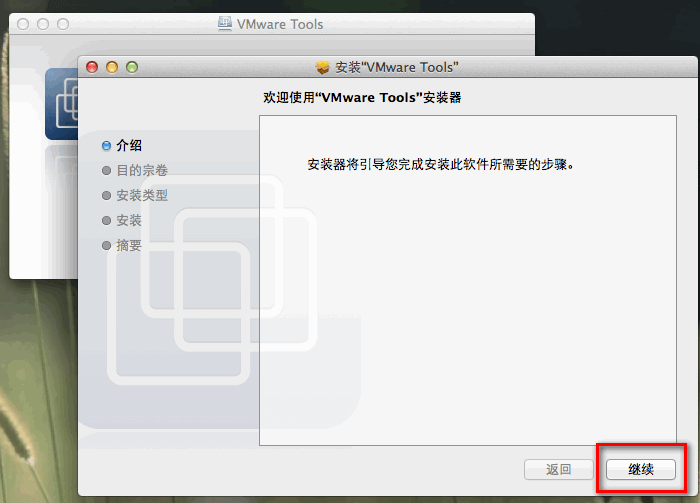 VMware Tools
安装“VMware Tools”
欢迎使用“VMware Tools”安装器
介绍
目的宗卷
安装类型
安装
摘要
安装器将引导您完成安装此软件所需要的步骤。
返回
继续